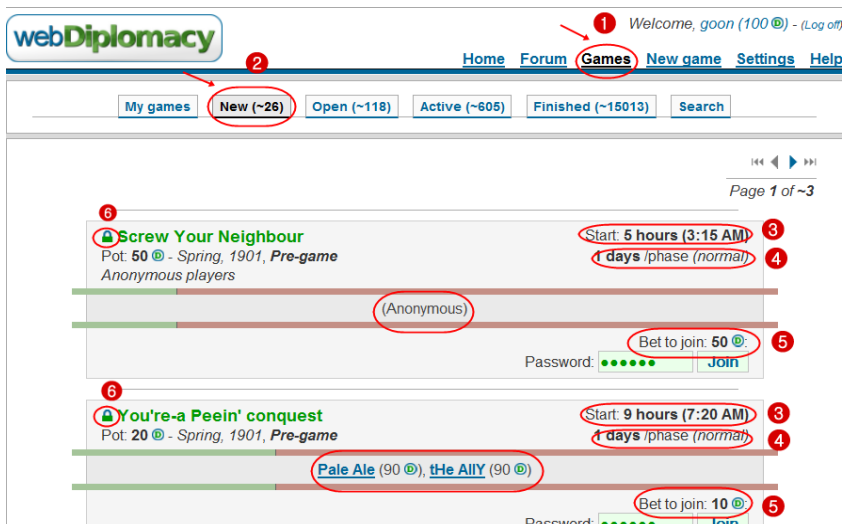 webDiplomacy
1 Welcome, goon (100 D) - (Log off)
2
Home Forum Games New game Settings Help
My games New (~26) Open (~118) Active (~605) Finished (~15013) Search
Page 1 of ~3
6
Screw Your Neighbour Start: 5 hours (3:15 AM) 3
Pot: 50 D - Spring, 1901, Pre-game 1 days /phase (normal) 4
Anonymous players
(Anonymous)
Bet to join: 50 D: 5
Password: Join
6
You're-a Peein' conquest Start: 9 hours (7:20 AM) 3
Pot: 20 D - Spring, 1901, Pre-game 1 days /phase (normal) 4
Pale Ale (90 D), tHe AllY (90 D)
Bet to join: 10 D: 5
Password: Join